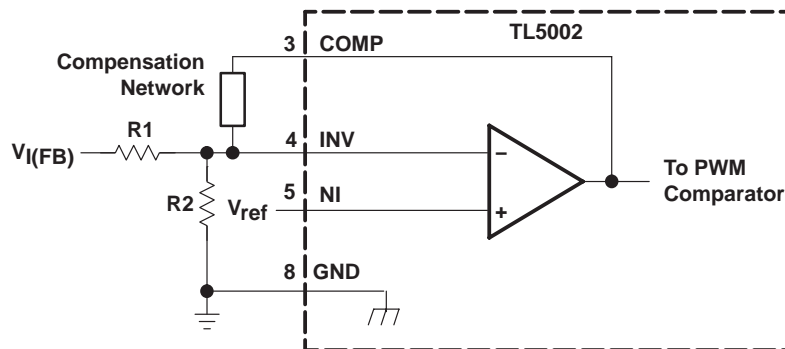 TL5002
3 COMP
Compensation
Network
R1
VI(FB)
4 INV
−
R2
5 NI
Vref
+
To PWM
Comparator
8 GND